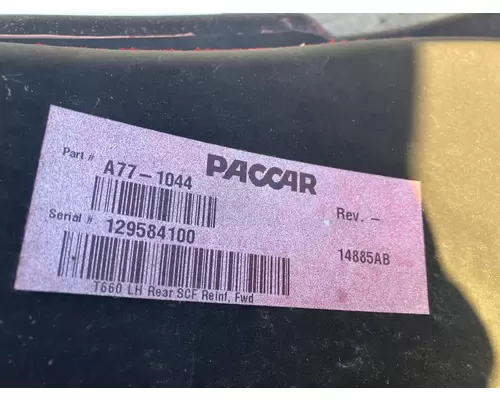 PACCAR
Part # A77-1044
Rev. -
Serial # 129584100
14885AB
T660 LH Rear SCF Reinf, Fwd